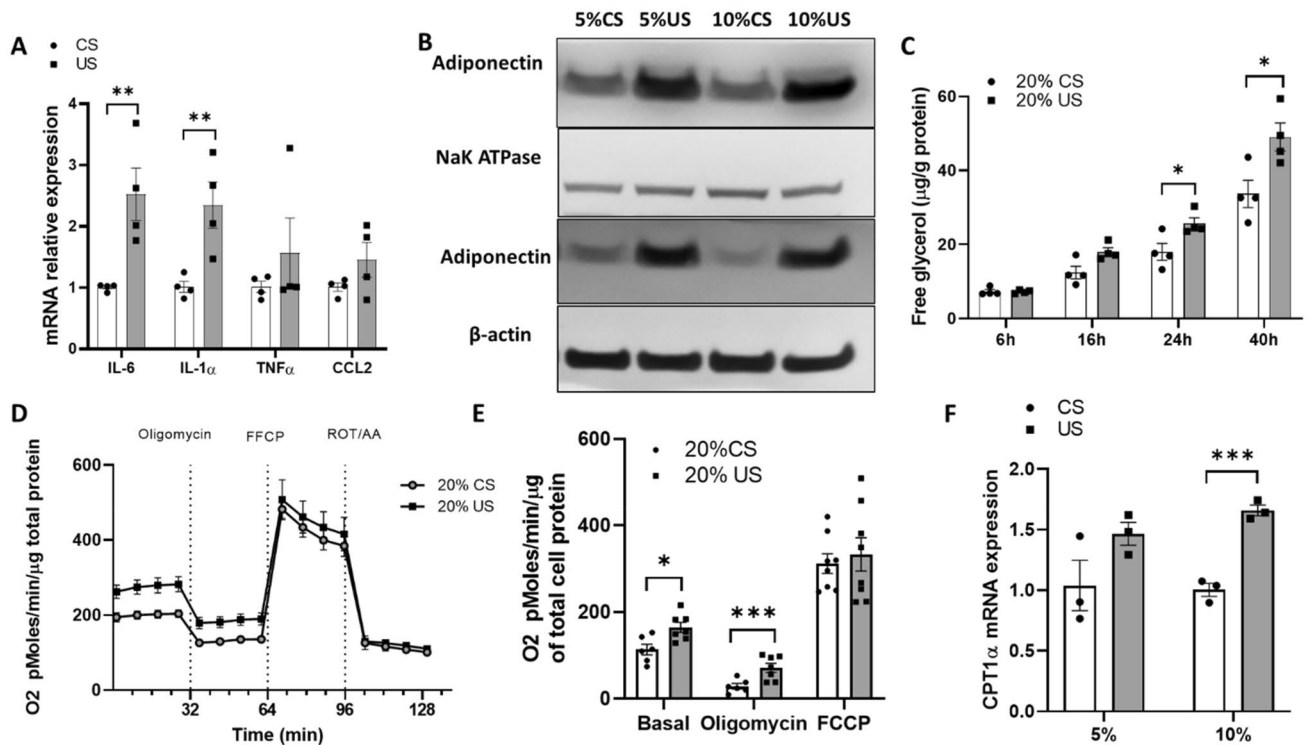 A
CS
US
mRNA relative expression
4
3
2
1
0
**
**
IL-6 IL-1α TNFα CCL2
B
5%CS 5%US 10%CS 10%US
Adiponectin
NaK ATPase
Adiponectin
β-actin
C
20% CS
20% US
Free glycerol (µg/g protein)
60
40
20
0
*
*
6h 16h 24h 40h
D
Oligomycin FFCP ROT/AA
O2 pMoles/min/µg total protein
600
400
200
0
20% CS
20% US
32 64 96 128
Time (min)
E
20%CS
20% US
O2 pMoles/min/µg
of total cell protein
600
400
200
0
*
***
Basal Oligomycin FCCP
F
CS
US
CPT1α mRNA expression
2.0
1.5
1.0
0.5
0.0
***
5% 10%